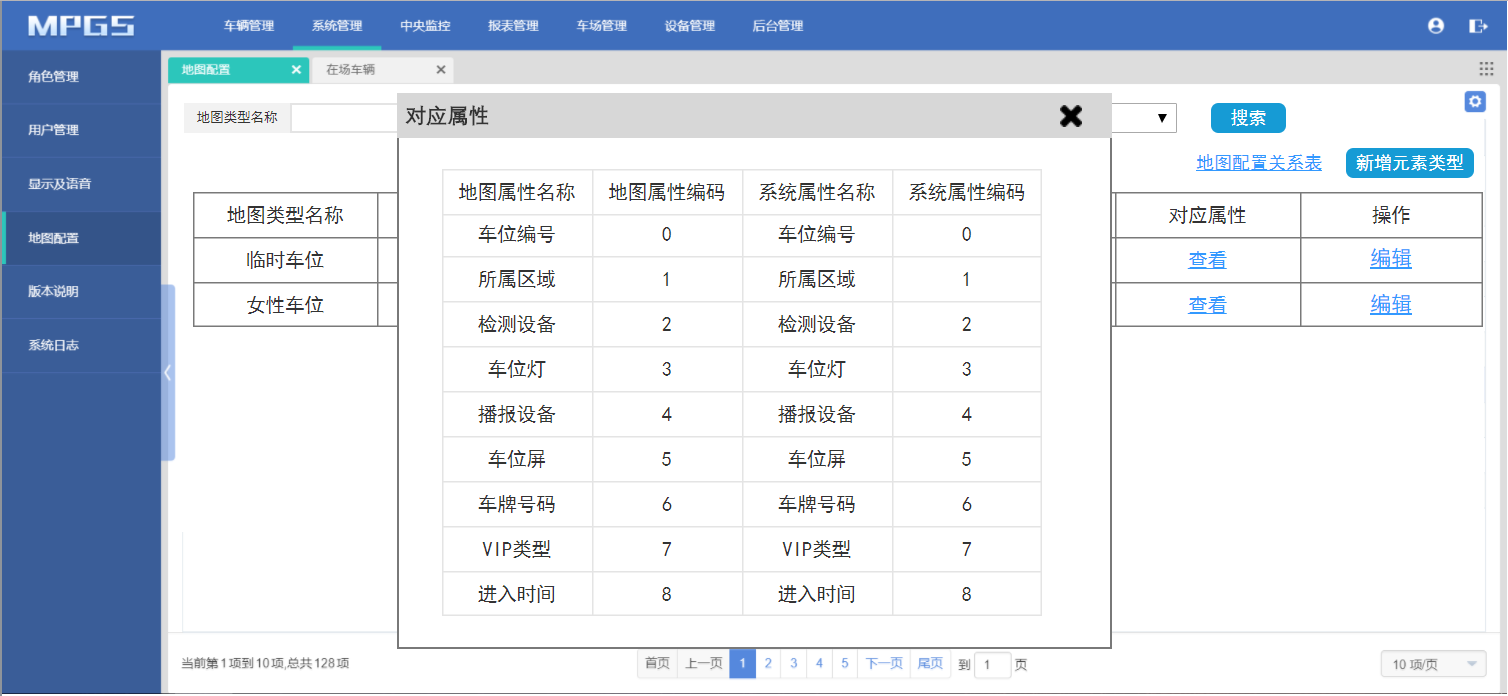 MPGS 车辆管理 系统管理 中央监控 报表管理 车场管理 设备管理 后台管理
角色管理
用户管理
显示及语音
地图配置
版本说明
系统日志
地图配置 在场车辆
地图类型名称 搜索
地图配置关系表 新增元素类型
地图类型名称 对应属性 操作
临时车位 查看 编辑
女性车位 查看 编辑
对应属性
地图属性名称 地图属性编码 系统属性名称 系统属性编码
车位编号 0 车位编号 0
所属区域 1 所属区域 1
检测设备 2 检测设备 2
车位灯 3 车位灯 3
播报设备 4 播报设备 4
车位屏 5 车位屏 5
车牌号码 6 车牌号码 6
VIP类型 7 VIP类型 7
进入时间 8 进入时间 8
当前第1项到10项,总共128项 首页 上一页 1 2 3 4 5 下一页 尾页 到 1 页 10 项/页